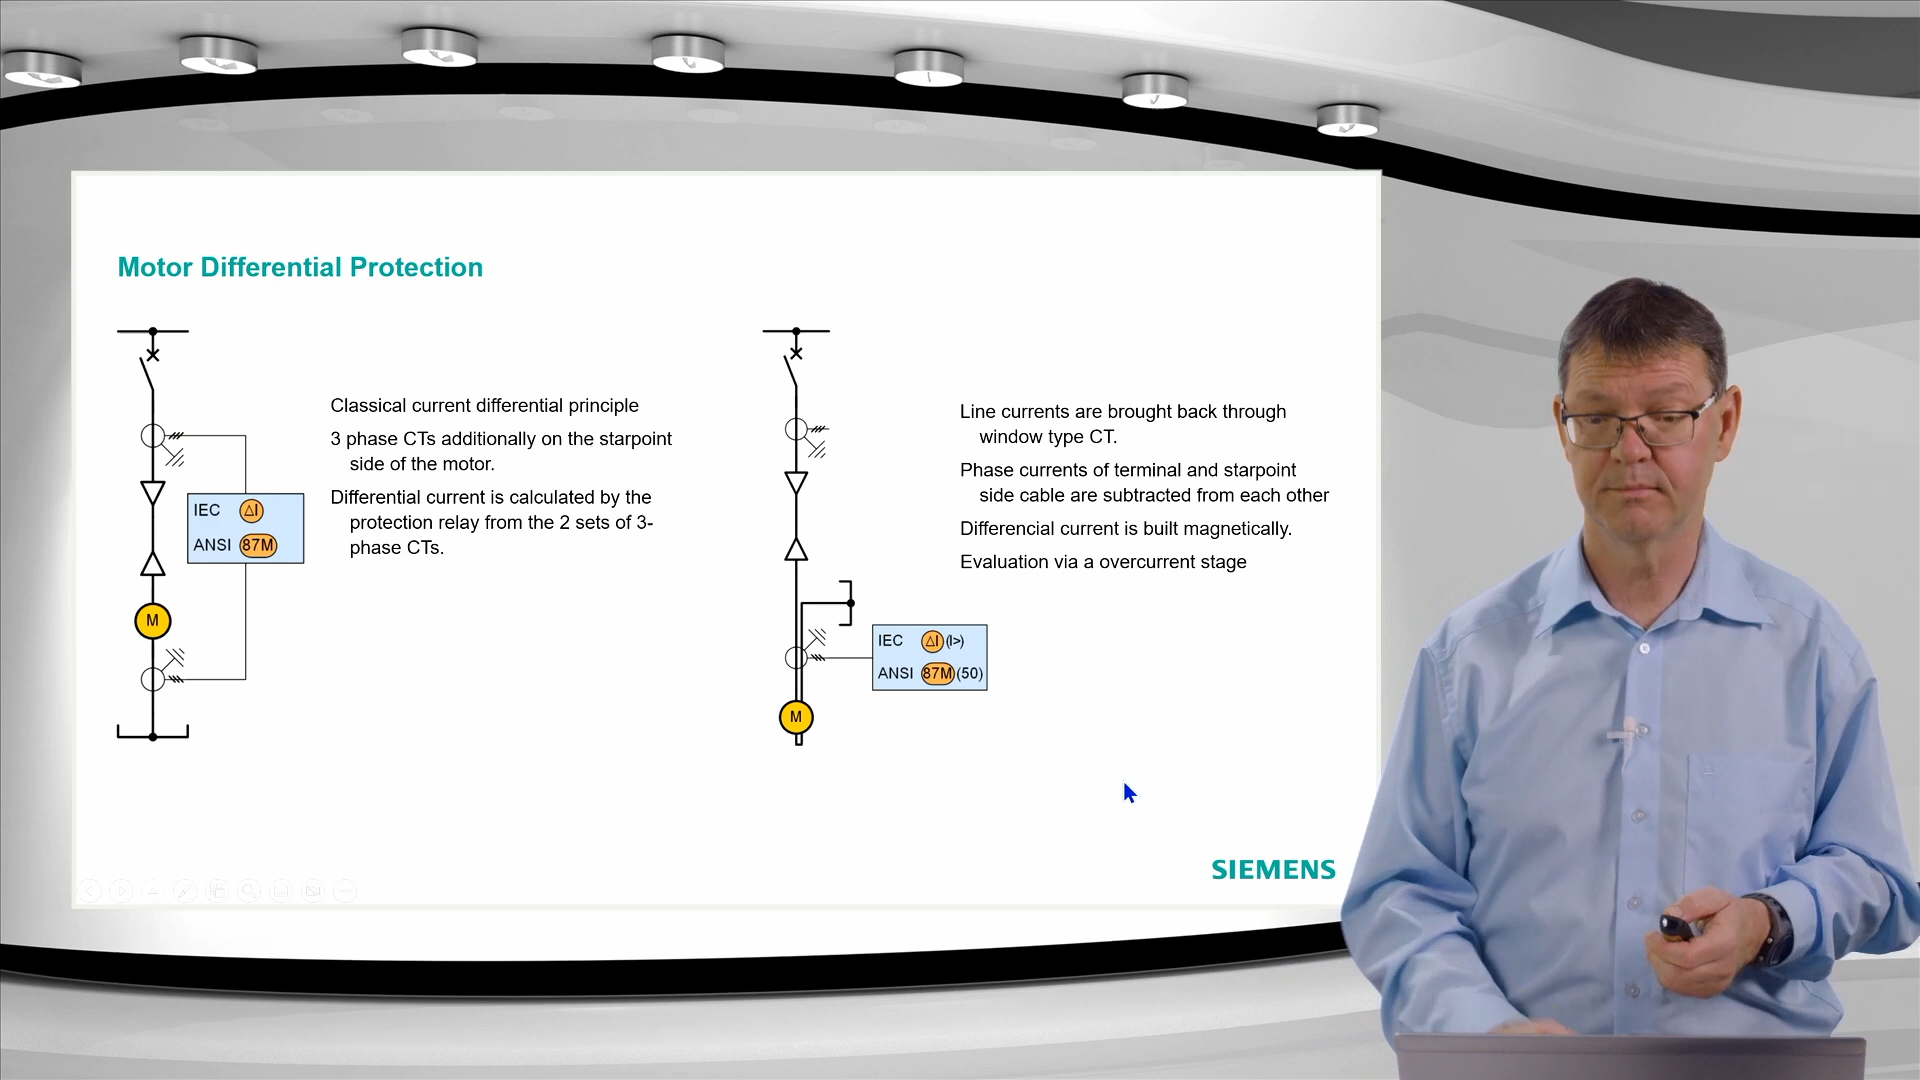 Motor Differential Protection
Classical current differential principle
3 phase CTs additionally on the starpoint
side of the motor.
Differential current is calculated by the
protection relay from the 2 sets of 3-
phase CTs.
IEC ΔI
ANSI 87M
M
Line currents are brought back through
window type CT.
Phase currents of terminal and starpoint
side cable are subtracted from each other
Differencial current is built magnetically.
Evaluation via a overcurrent stage
IEC ΔI (I>)
ANSI 87M (50)
M
SIEMENS